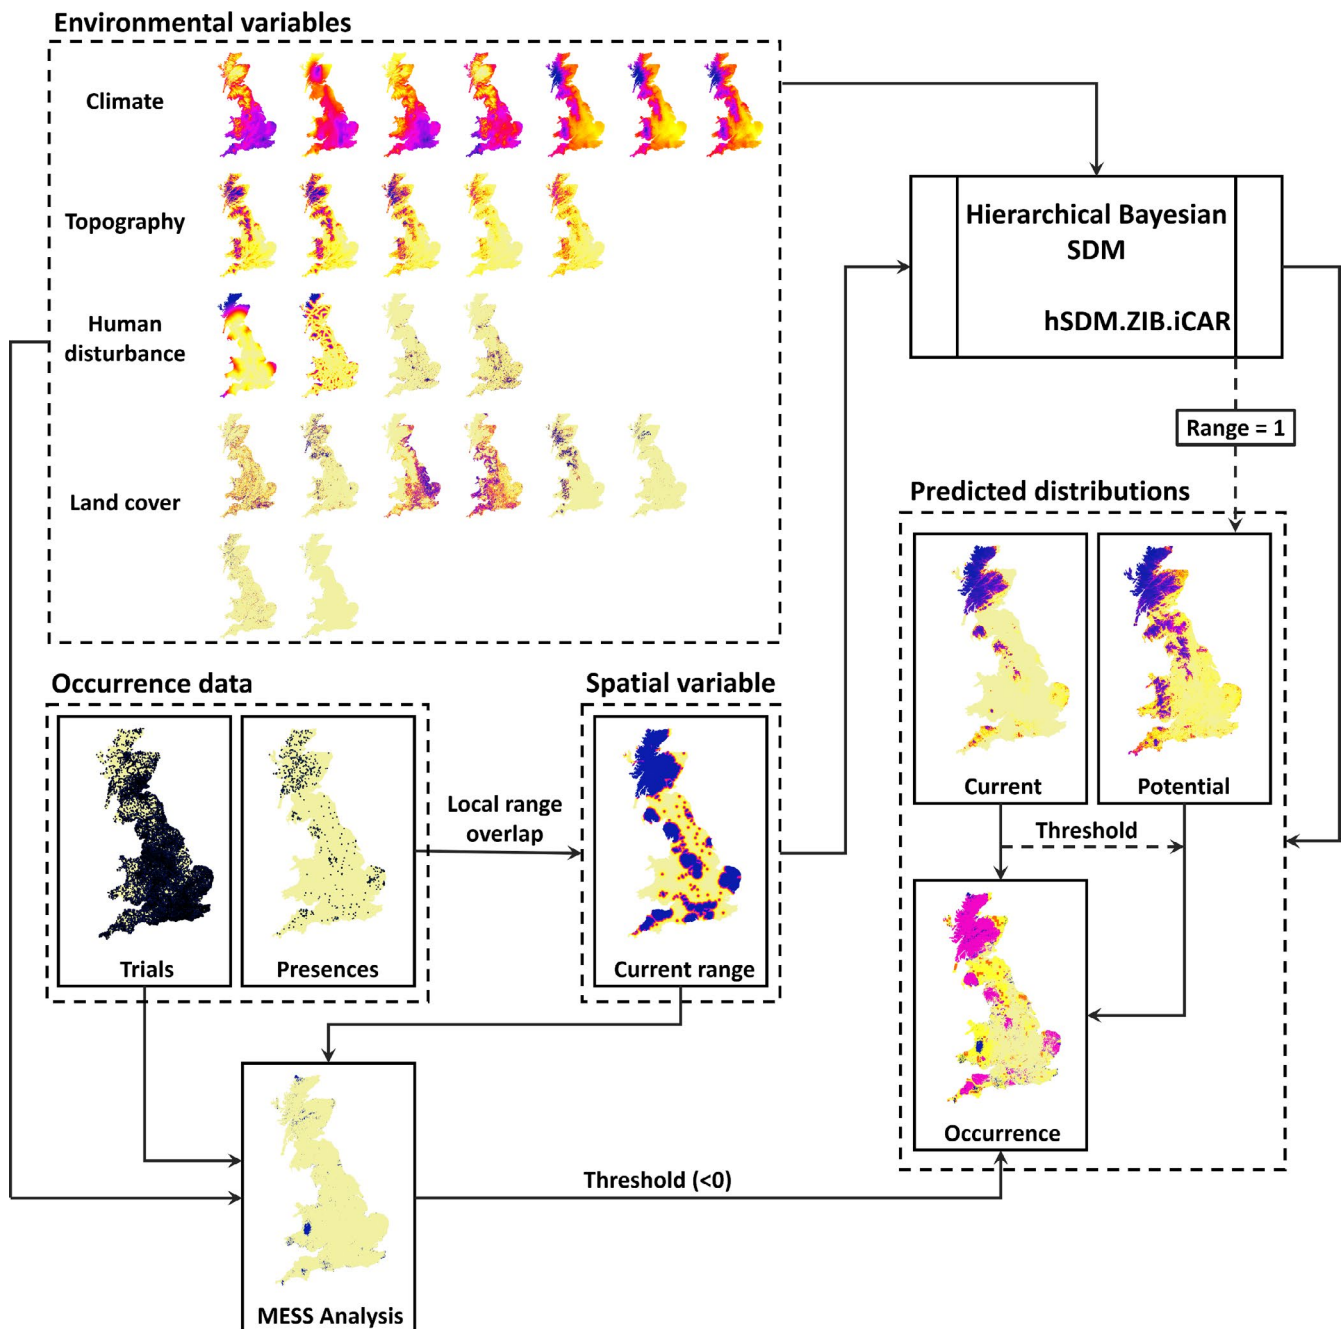 Environmental variables
Climate
Topography
Human
disturbance
Land cover
Hierarchical Bayesian
SDM
hSDM.ZIB.iCAR
Range = 1
Predicted distributions
Current
Potential
Threshold
Occurrence
Occurrence data
Trials
Presences
Local range
overlap
Spatial variable
Current range
MESS Analysis
Threshold (<0)